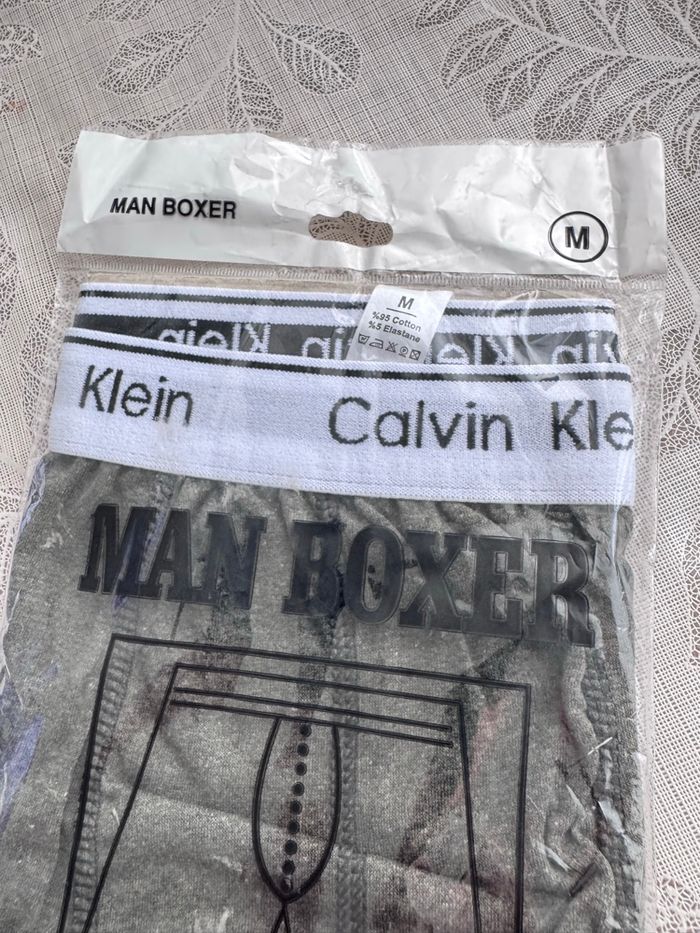 MAN BOXER
M
M
%95 Cotton
%5 Elastane
Klein Calvin Kle
MAN BOXER